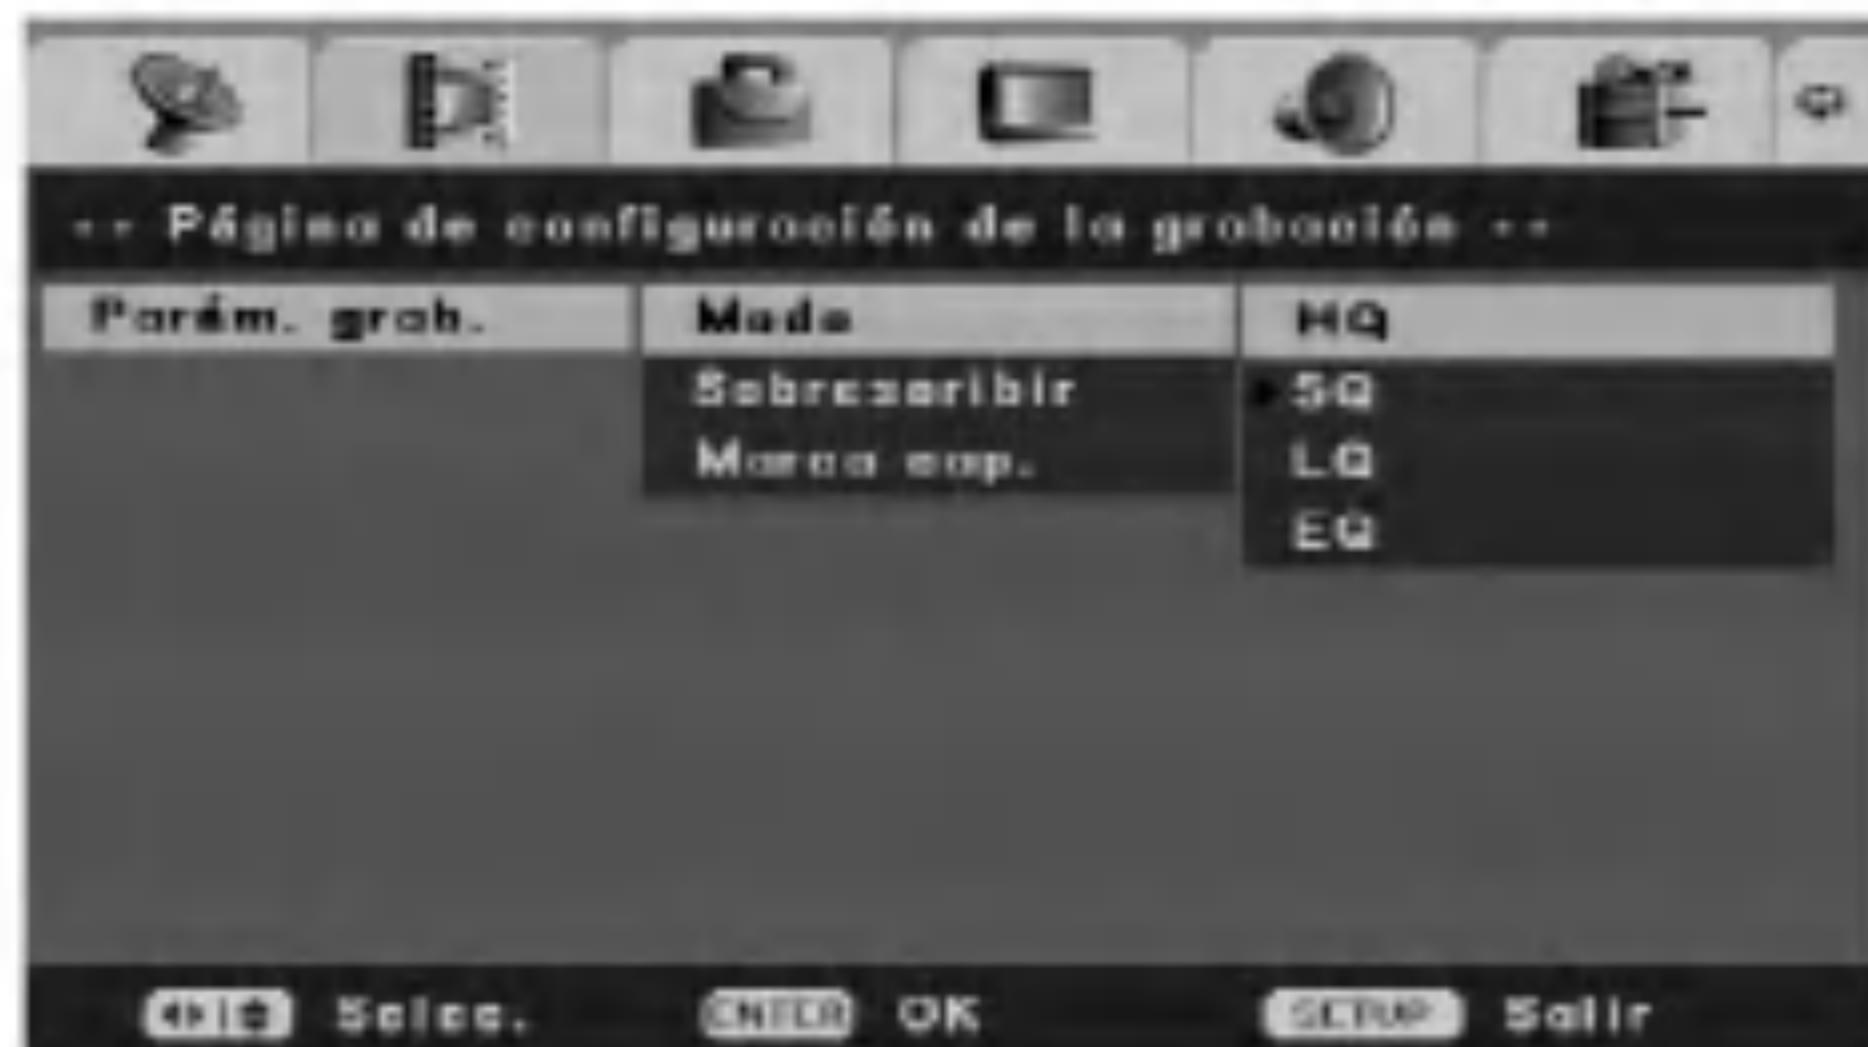 -- Página de configuración de la grabación --
Parám. grab.
Modo
HQ
Sobrescribir
SQ
Marca cap.
LQ
EQ
Selec.
ENTER OK
SETUP Salir